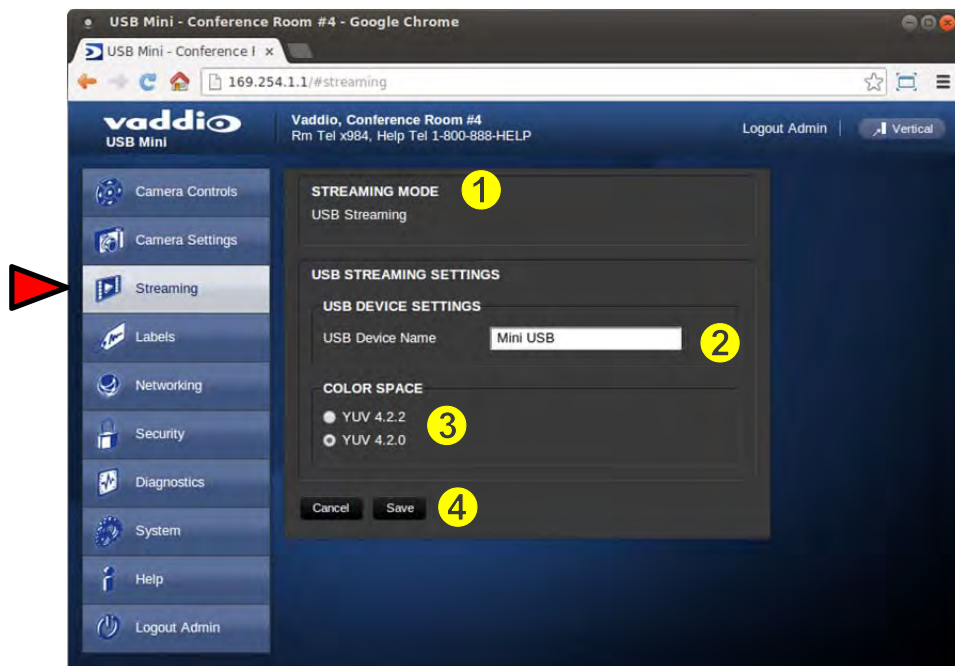 USB Mini - Conference Room #4 - Google Chrome
USB Mini - Conference
169.254.1.1/#streaming
vaddio
USB Mini
Vaddio, Conference Room #4
Rm Tel x984, Help Tel 1-800-888-HELP
Logout Admin
Vertical
Camera Controls
Camera Settings
Streaming
Labels
Networking
Security
Diagnostics
System
Help
Logout Admin
STREAMING MODE
1
USB Streaming
USB STREAMING SETTINGS
USB DEVICE SETTINGS
USB Device Name
Mini USB
2
COLOR SPACE
YUV 4.2.2
YUV 4.2.0
3
Cancel
Save
4